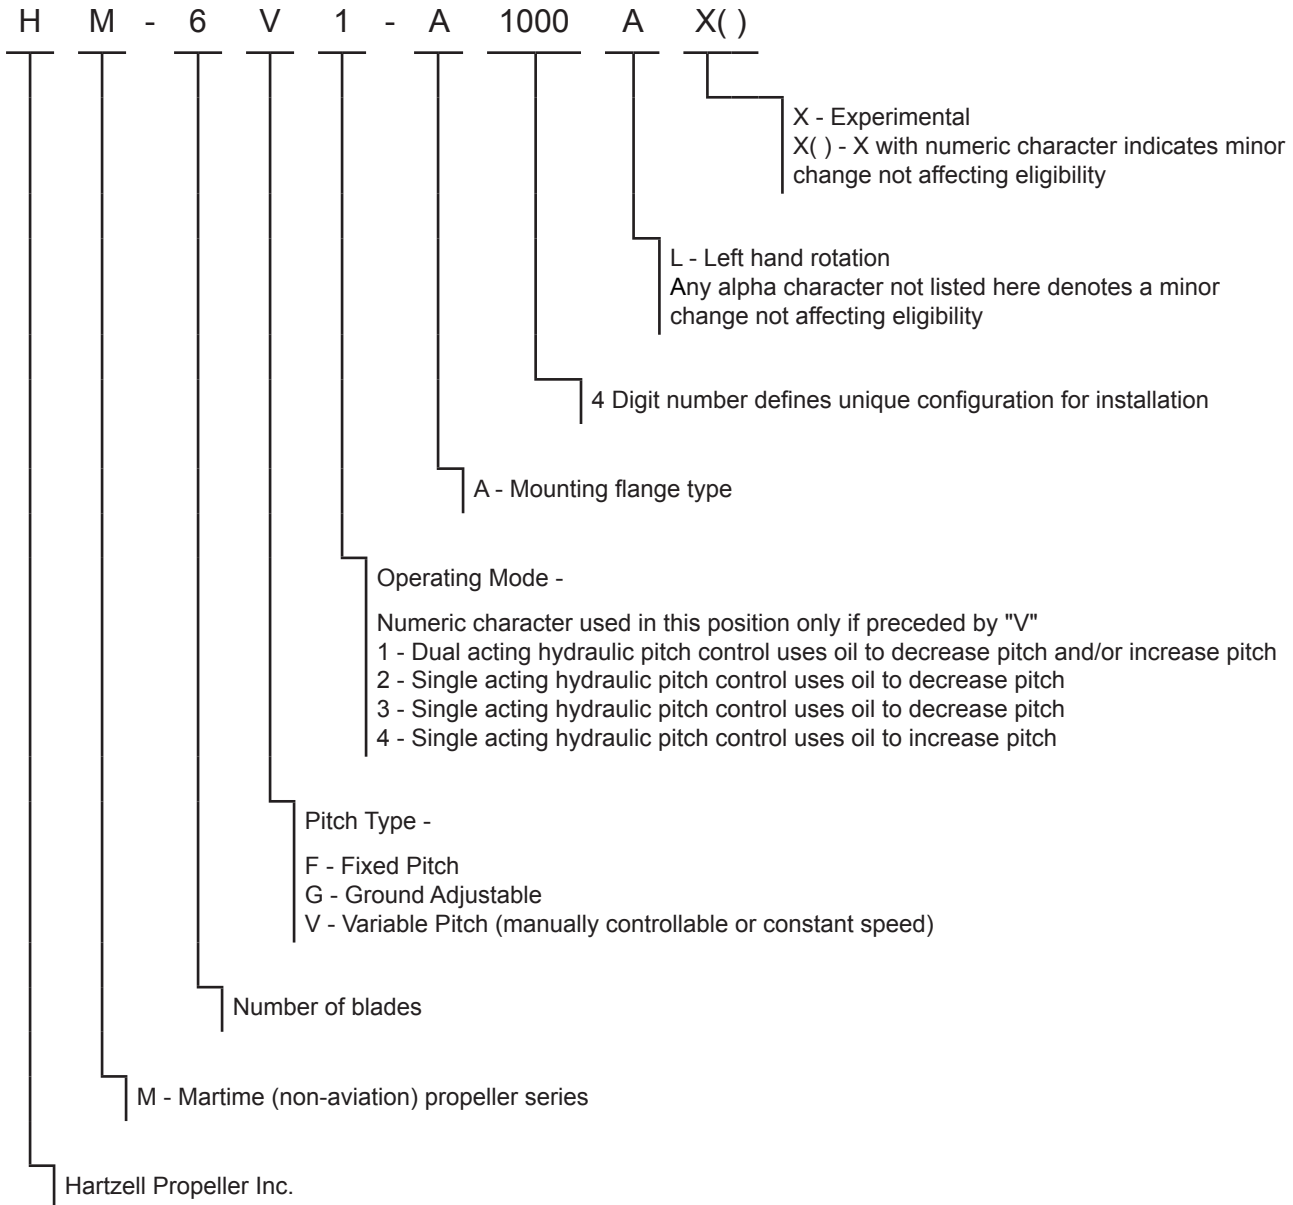 H M - 6 V 1 - A 1000 A X( )
X - Experimental
X( ) - X with numeric character indicates minor
change not affecting eligibility
L - Left hand rotation
Any alpha character not listed here denotes a minor
change not affecting eligibility
4 Digit number defines unique configuration for installation
A - Mounting flange type
Operating Mode -
Numeric character used in this position only if preceded by "V"
1 - Dual acting hydraulic pitch control uses oil to decrease pitch and/or increase pitch
2 - Single acting hydraulic pitch control uses oil to decrease pitch
3 - Single acting hydraulic pitch control uses oil to decrease pitch
4 - Single acting hydraulic pitch control uses oil to increase pitch
Pitch Type -
F - Fixed Pitch
G - Ground Adjustable
V - Variable Pitch (manually controllable or constant speed)
Number of blades
M - Martime (non-aviation) propeller series
Hartzell Propeller Inc.